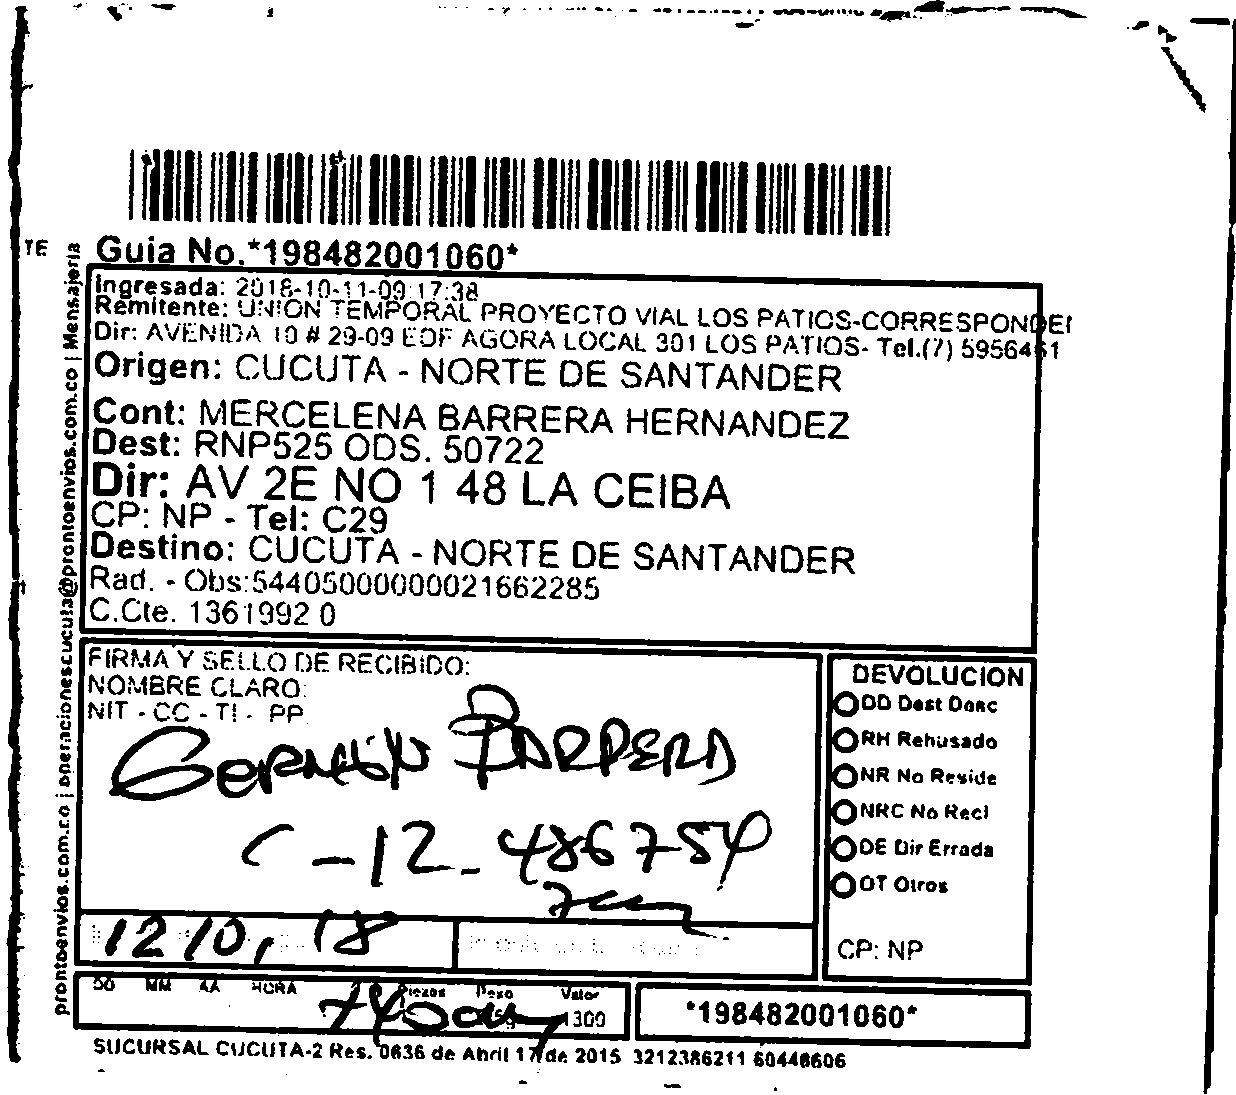 TE
Guia No.*198482001060*
Ingresada: 2018-10-11-09:17:38
Remitente: UNION TEMPORAL PROYECTO VIAL LOS PATIOS-CORRESPONDEI
Dir: AVENIDA 10 # 29-09 EDF AGORA LOCAL 301 LOS PATIOS- Tel.(7) 5956461
Origen: CUCUTA - NORTE DE SANTANDER
Cont: MERCELENA BARRERA HERNANDEZ
Dest: RNP525 ODS. 50722
Dir: AV 2E NO 1 48 LA CEIBA
CP: NP - Tel: C29
Destino: CUCUTA - NORTE DE SANTANDER
Rad. - Obs:544050000000021662285
C.Cte. 1361992 0
prontoenvios.com.co | operacionescucuta@prontoenvios.com.co | Mensajeria
FIRMA Y SELLO DE RECIBIDO:
NOMBRE CLARO:
NIT - CC - TI - PP
GERMÁN BARRERA
C - 12 - 486754
12 10, 18
DD MM AA HORA
Piezas Peso Valor
1300
DEVOLUCION
DD Dest Desc
RH Rehusado
NR No Reside
NRC No Recl
DE Dir Errada
OT Otros
CP: NP
*198482001060*
SUCURSAL CUCUTA-2 Res. 0636 de Abril 17 de 2015 3212386211 60448606